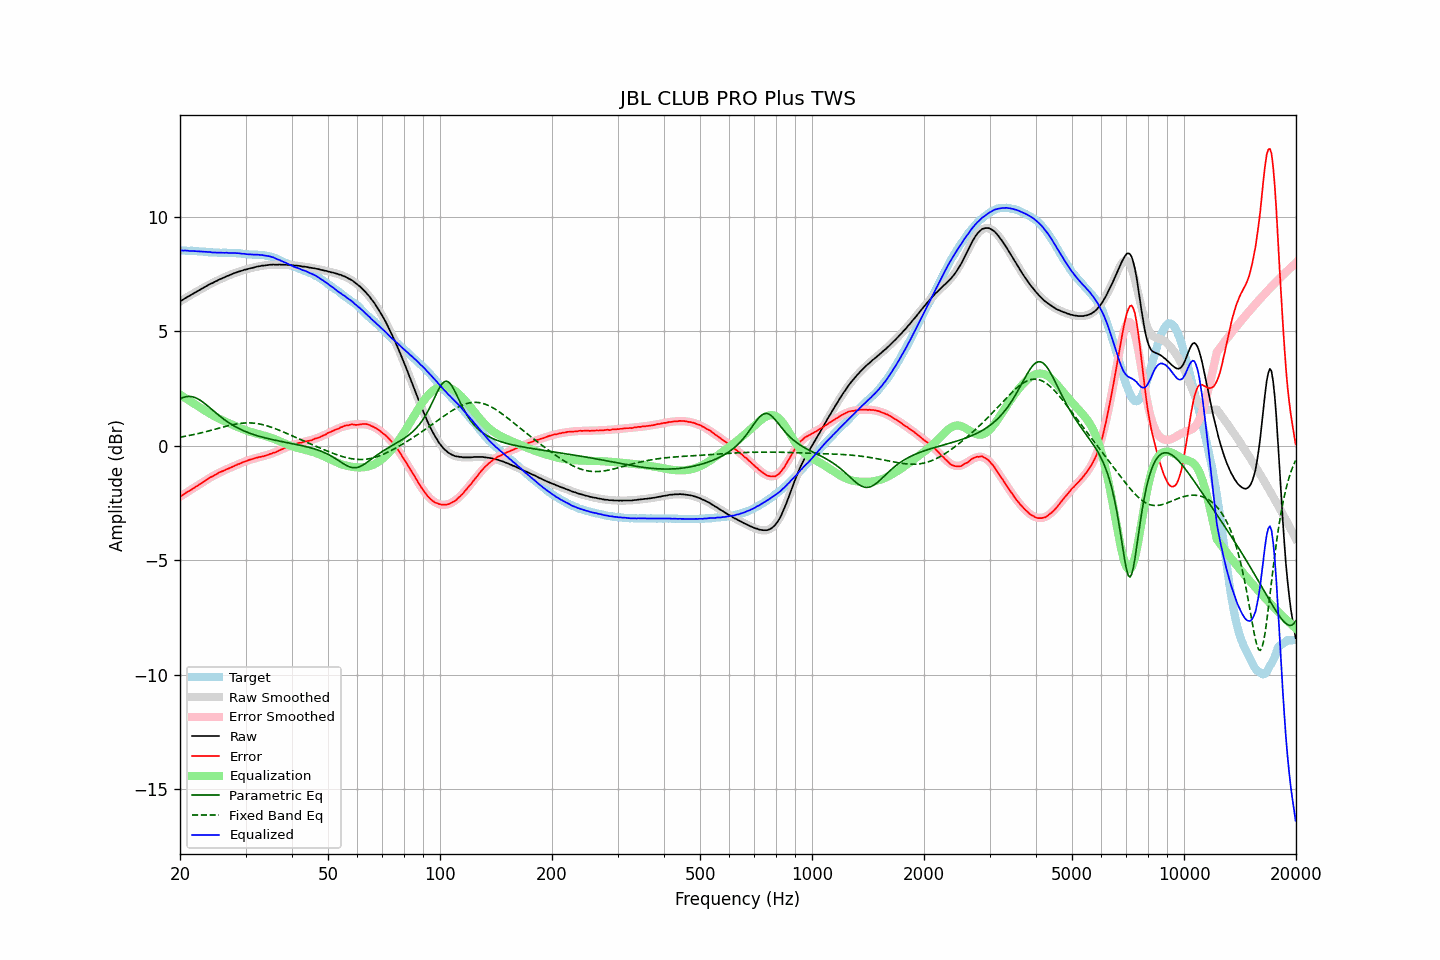 JBL CLUB PRO Plus TWS
Amplitude (dBr)
10
5
0
−5
−10
−15
Target
Raw Smoothed
Error Smoothed
Raw
Error
Equalization
Parametric Eq
Fixed Band Eq
Equalized
20 50 100 200 500 1000 2000 5000 10000 20000
Frequency (Hz)